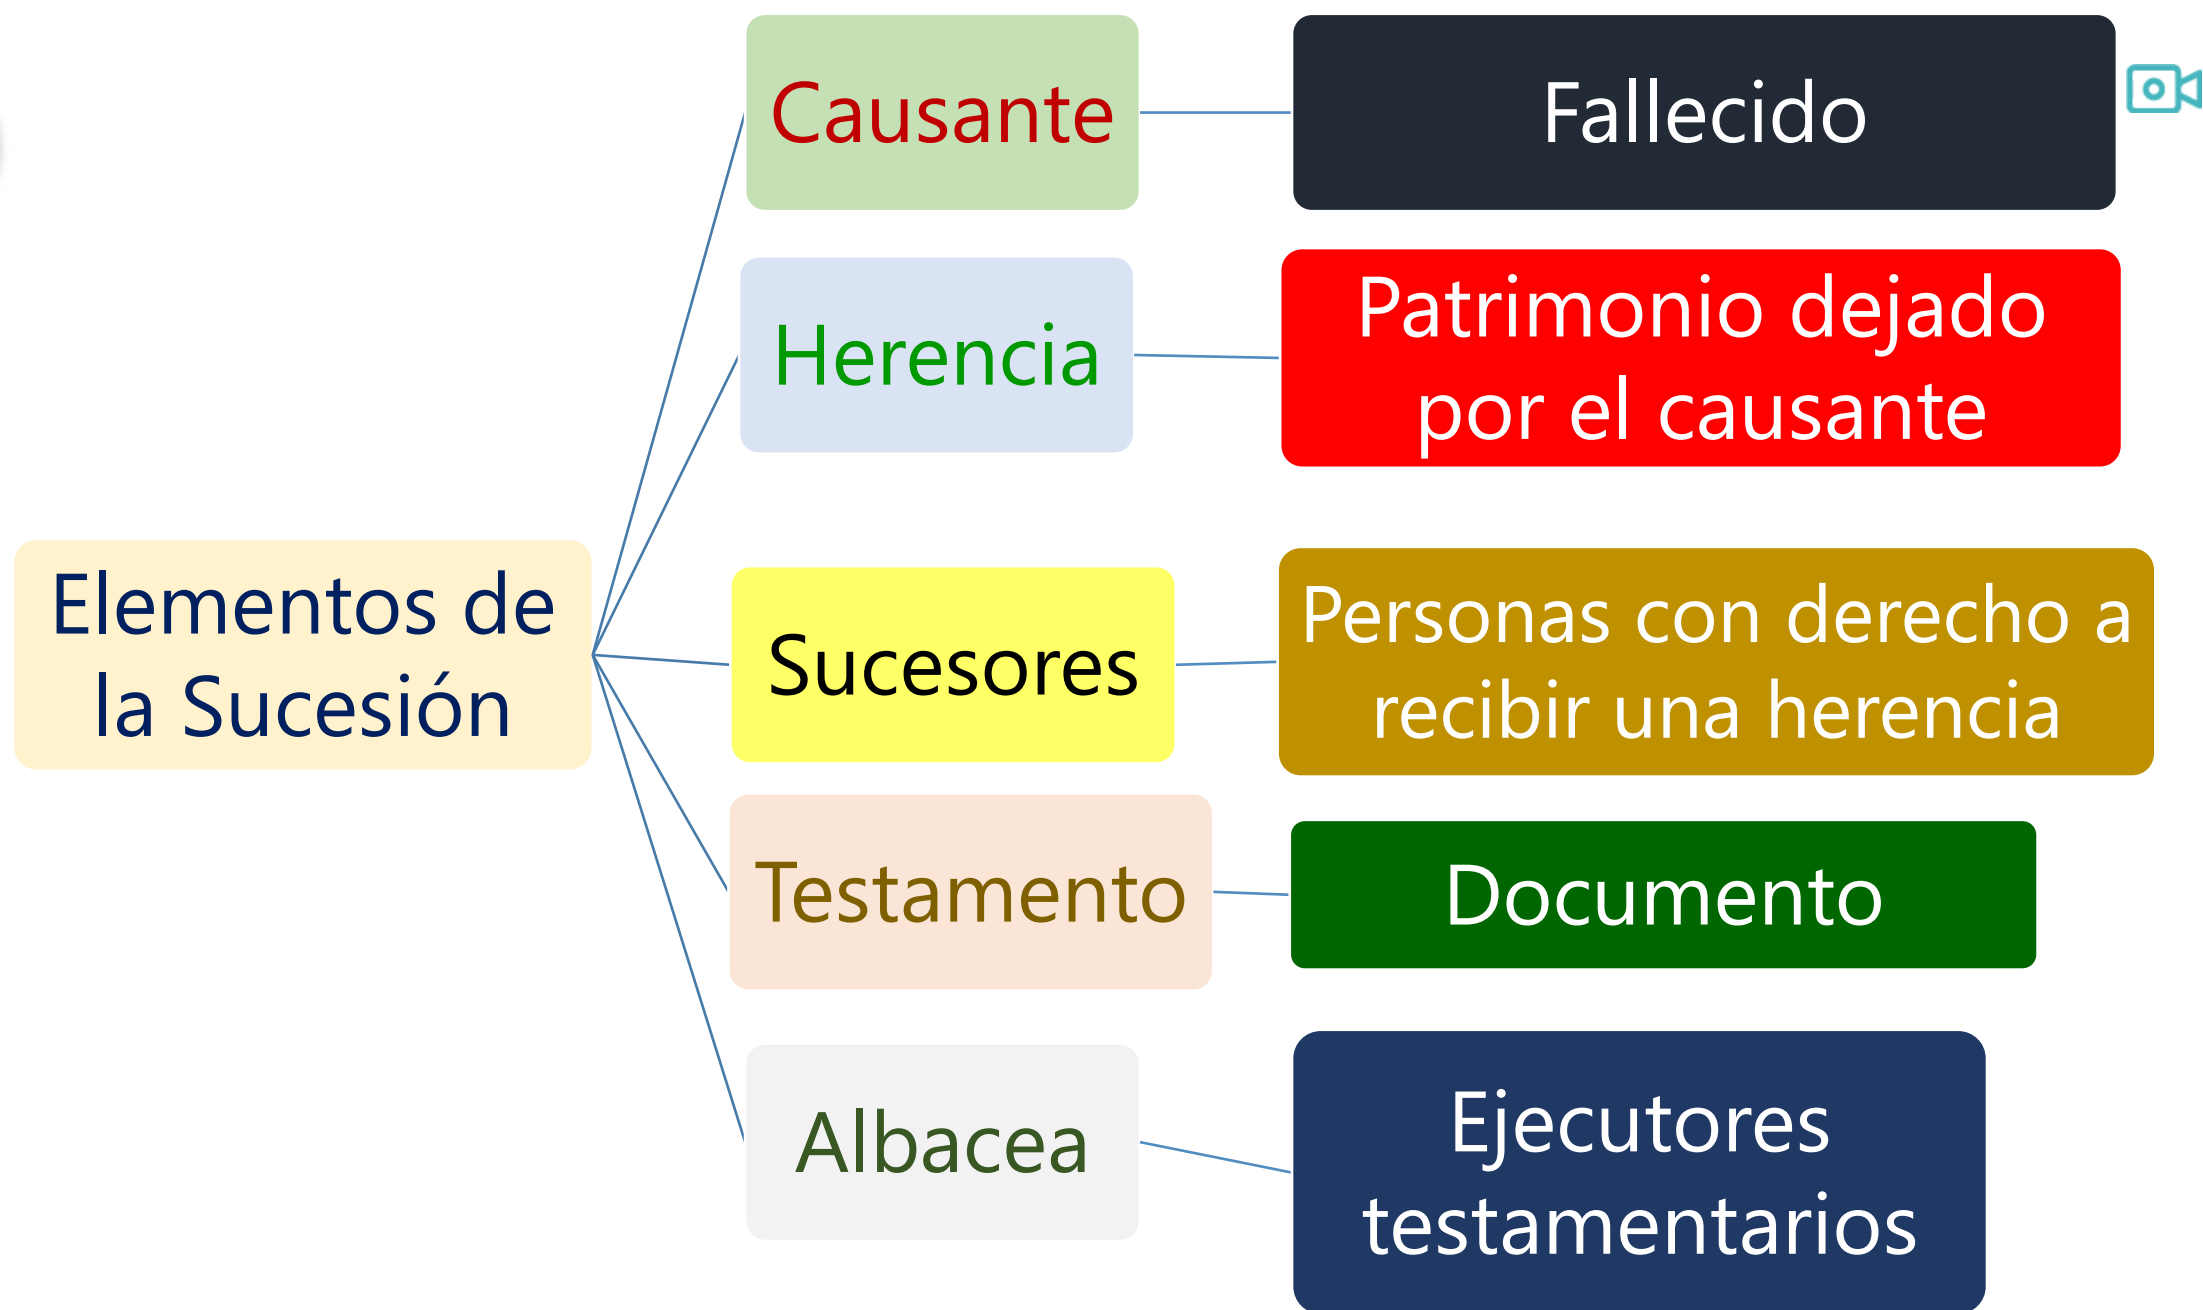 Elementos de
la Sucesión
Causante
Fallecido
Herencia
Patrimonio dejado
por el causante
Sucesores
Personas con derecho a
recibir una herencia
Testamento
Documento
Albacea
Ejecutores
testamentarios